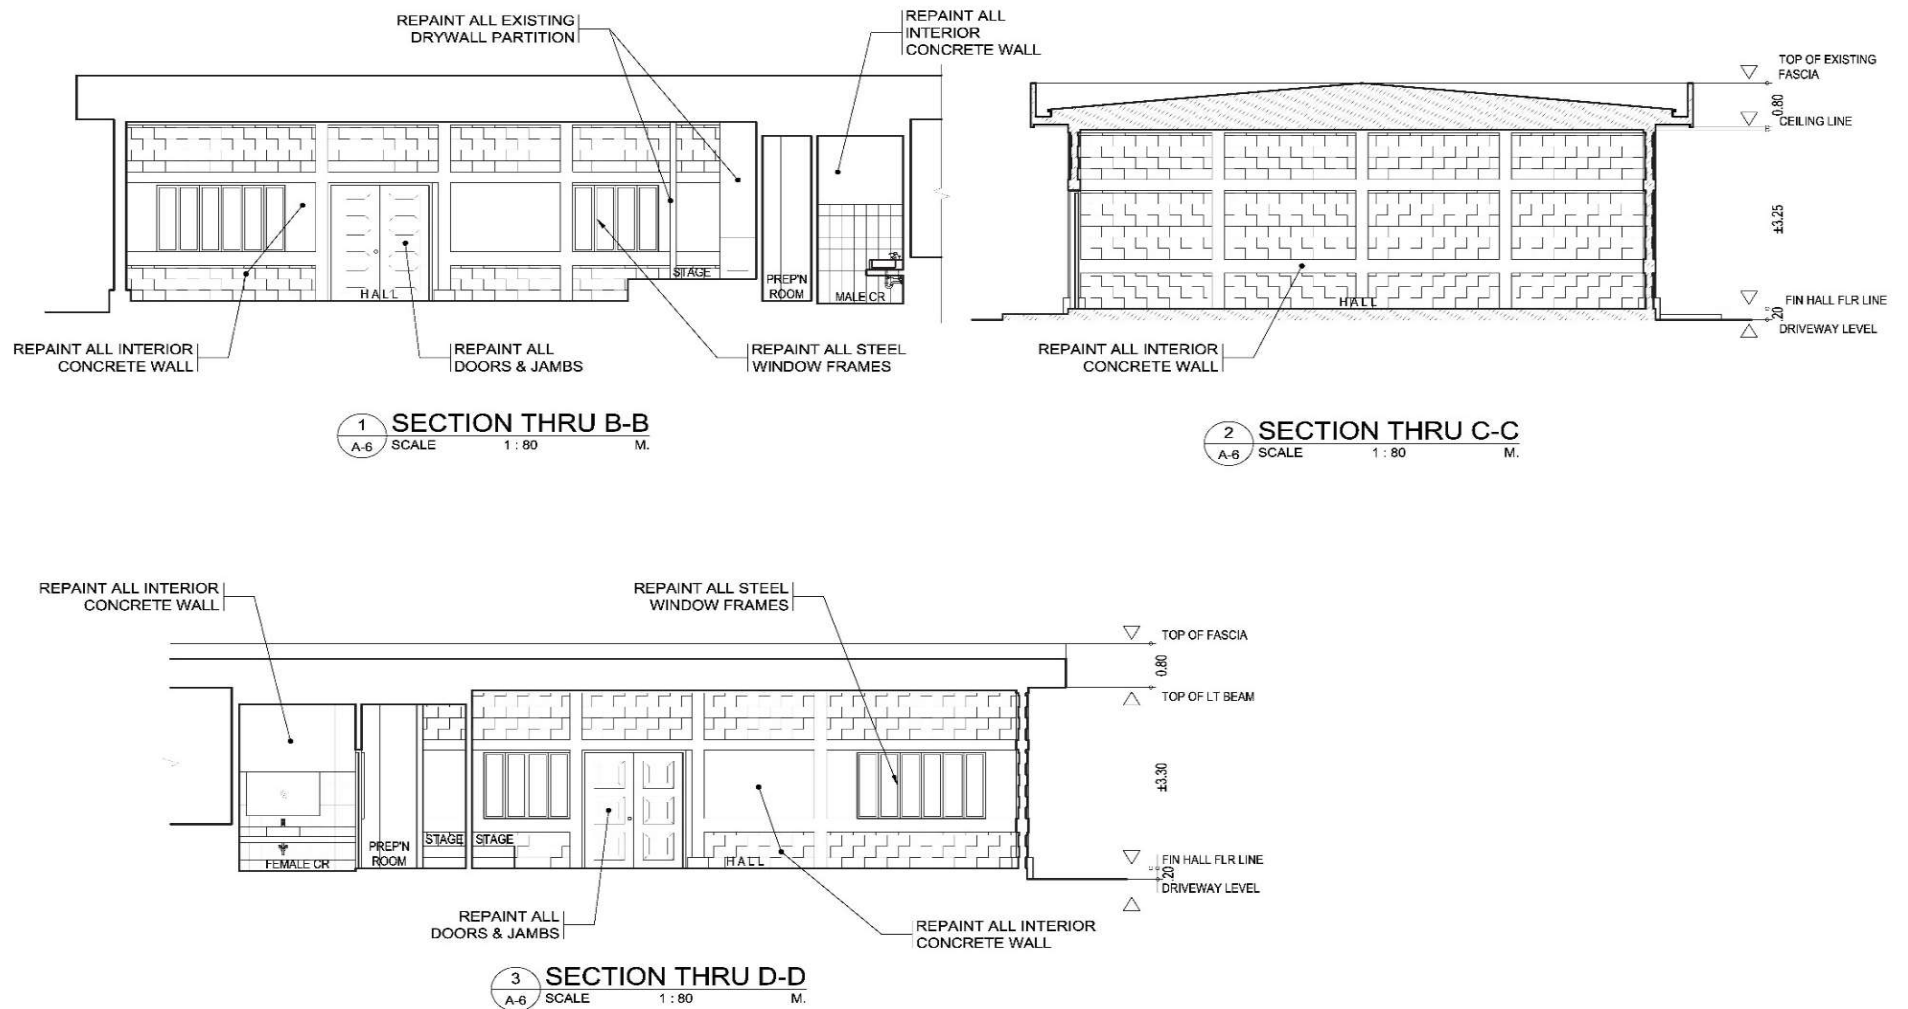 REPAINT ALL EXISTING
DRYWALL PARTITION
REPAINT ALL
INTERIOR
CONCRETE WALL
STAGE
HALL
PREP'N
ROOM
MALE CR
REPAINT ALL INTERIOR
CONCRETE WALL
REPAINT ALL
DOORS & JAMBS
REPAINT ALL STEEL
WINDOW FRAMES
1
A-6
SECTION THRU B-B
SCALE 1 : 80 M.
TOP OF EXISTING
FASCIA
0.80
CEILING LINE
±3.25
HALL
FIN HALL FLR LINE
.20
DRIVEWAY LEVEL
REPAINT ALL INTERIOR
CONCRETE WALL
2
A-6
SECTION THRU C-C
SCALE 1 : 80 M.
REPAINT ALL INTERIOR
CONCRETE WALL
REPAINT ALL STEEL
WINDOW FRAMES
TOP OF FASCIA
0.80
TOP OF LT BEAM
±3.30
PREP'N
ROOM
STAGE
STAGE
FEMALE CR
HALL
FIN HALL FLR LINE
.20
DRIVEWAY LEVEL
REPAINT ALL
DOORS & JAMBS
REPAINT ALL INTERIOR
CONCRETE WALL
3
A-6
SECTION THRU D-D
SCALE 1 : 80 M.